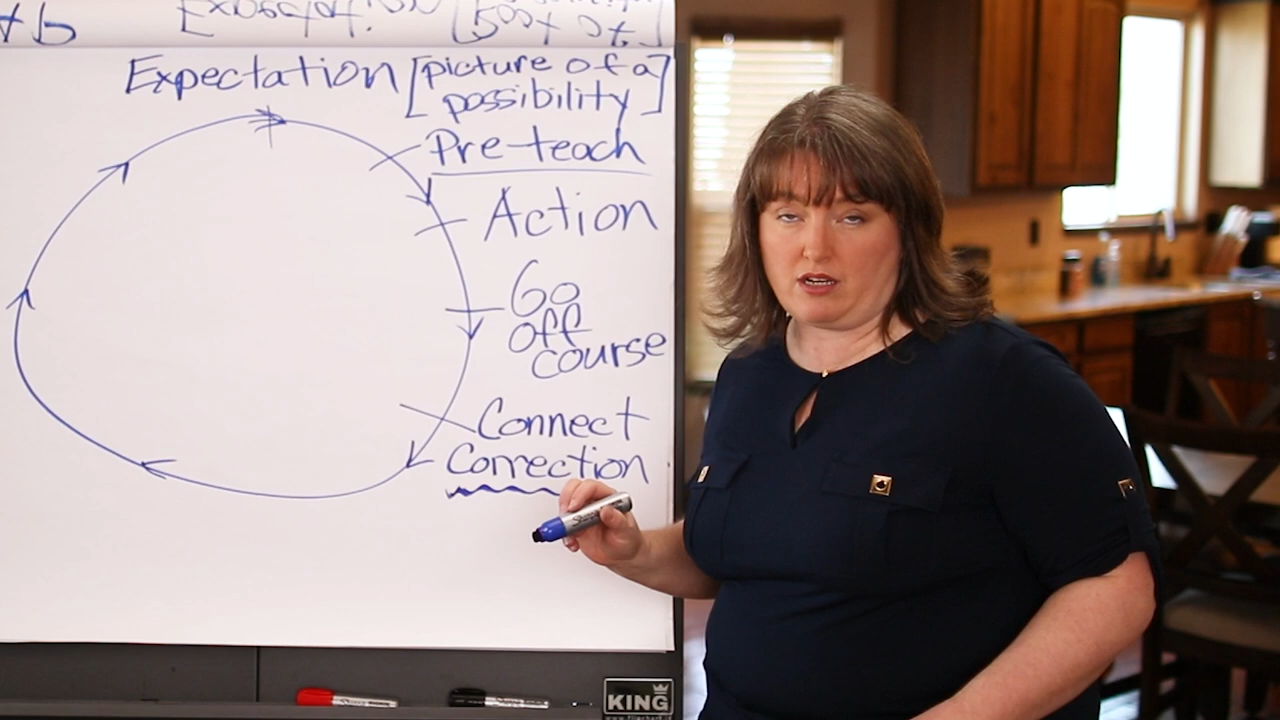 Expectation [picture of a
possibility]
Pre-teach
Action
Go
off
course
Connect
Correction
KING